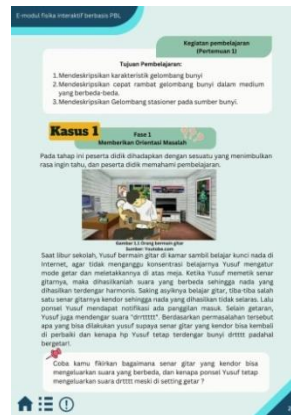 E-modul fisika interaktif berbasis PBL
Kegiatan pembelajaran
(Pertemuan 1)
Tujuan Pembelajaran:
1. Mendeskripsikan karakteristik gelombang bunyi
2. Mendeskripsikan cepat rambat gelombang bunyi dalam medium
yang berbeda-beda.
3. Mendeskripsikan Gelombang stasioner pada sumber bunyi.
Kasus 1
Fase 1
Memberikan Orientasi Masalah
Pada tahap ini peserta didik dihadapkan dengan sesuatu yang menimbulkan
rasa ingin tahu, dan peserta didik memahami pembelajaran.
Gambar 1.1 Orang bermain gitar
Sumber: Youtube.com
Saat libur sekolah, Yusuf bermain gitar di kamar sambil belajar kunci nada di
Internet, agar tidak menganggu konsentrasi belajarnya Yusuf mengatur
mode getar dan meletakkannya di atas meja. Ketika Yusuf memetik senar
gitarnya, maka dihasilkanlah suara yang berbeda sehingga nada yang
dihasilkan terdengar harmonis. Saking asyiknya belajar gitar, tiba-tiba salah
satu senar gitarnya kendor sehingga nada yang dihasilkan tidak selaras. Lalu
ponsel Yusuf mendapat notifikasi ada panggilan masuk. Selain getaran,
Yusuf juga mendengar suara "drrttttt". Berdasarkan permasalahan tersebut
apa yang bisa dilakukan yusuf supaya senar gitar yang kendor bisa kembali
di perbaiki dan kenapa hp Yusuf tetap terdengar bunyi drtttt padahal
bergetar!.
Coba kamu fikirkan bagaimana senar gitar yang kendor bisa
mengeluarkan suara yang berbeda, dan kenapa ponsel Yusuf tetap
mengeluarkan suara drtttt meski di setting getar ?